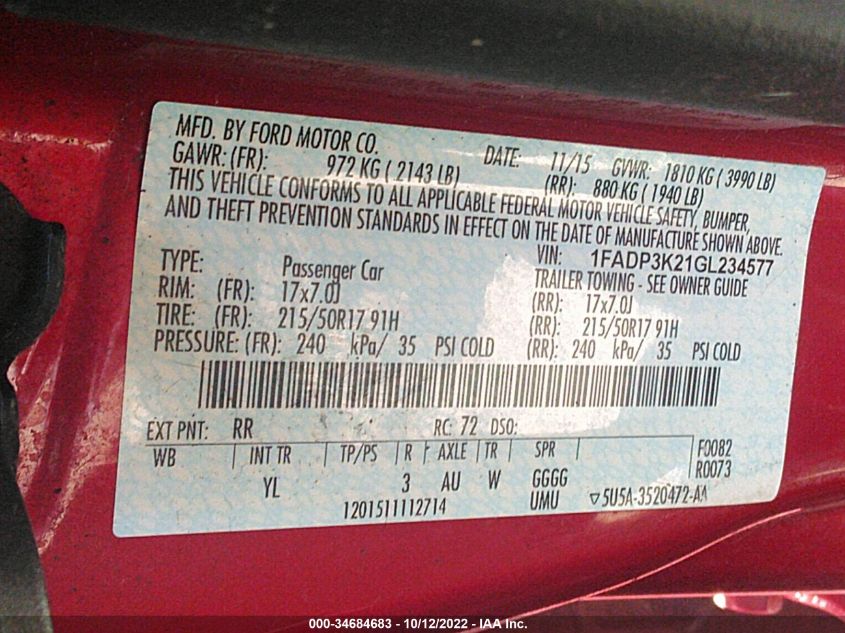 MFD. BY FORD MOTOR CO.
DATE: 11/15 GVWR: 1810 KG ( 3990 LB)
GAWR: (FR): 972 KG ( 2143 LB) (RR): 880 KG ( 1940 LB)
THIS VEHICLE CONFORMS TO ALL APPLICABLE FEDERAL MOTOR VEHICLE SAFETY, BUMPER,
AND THEFT PREVENTION STANDARDS IN EFFECT ON THE DATE OF MANUFACTURE SHOWN ABOVE.
VIN: 1FADP3K21GL234577
TYPE: Passenger Car TRAILER TOWING - SEE OWNER GUIDE
RIM: (FR): 17x7.0J (RR): 17x7.0J
TIRE: (FR): 215/50R17 91H (RR): 215/50R17 91H
PRESSURE: (FR): 240 kPa/ 35 PSI COLD (RR): 240 kPa/ 35 PSI COLD
EXT PNT: RR RC: 72 DSO:
WB INT TR TP/PS R AXLE TR SPR F0082
YL 3 AU W GGGG R0073
UMU
1201511112714 5U5A-3520472-AA
000-34684683 - 10/12/2022 - IAA Inc.